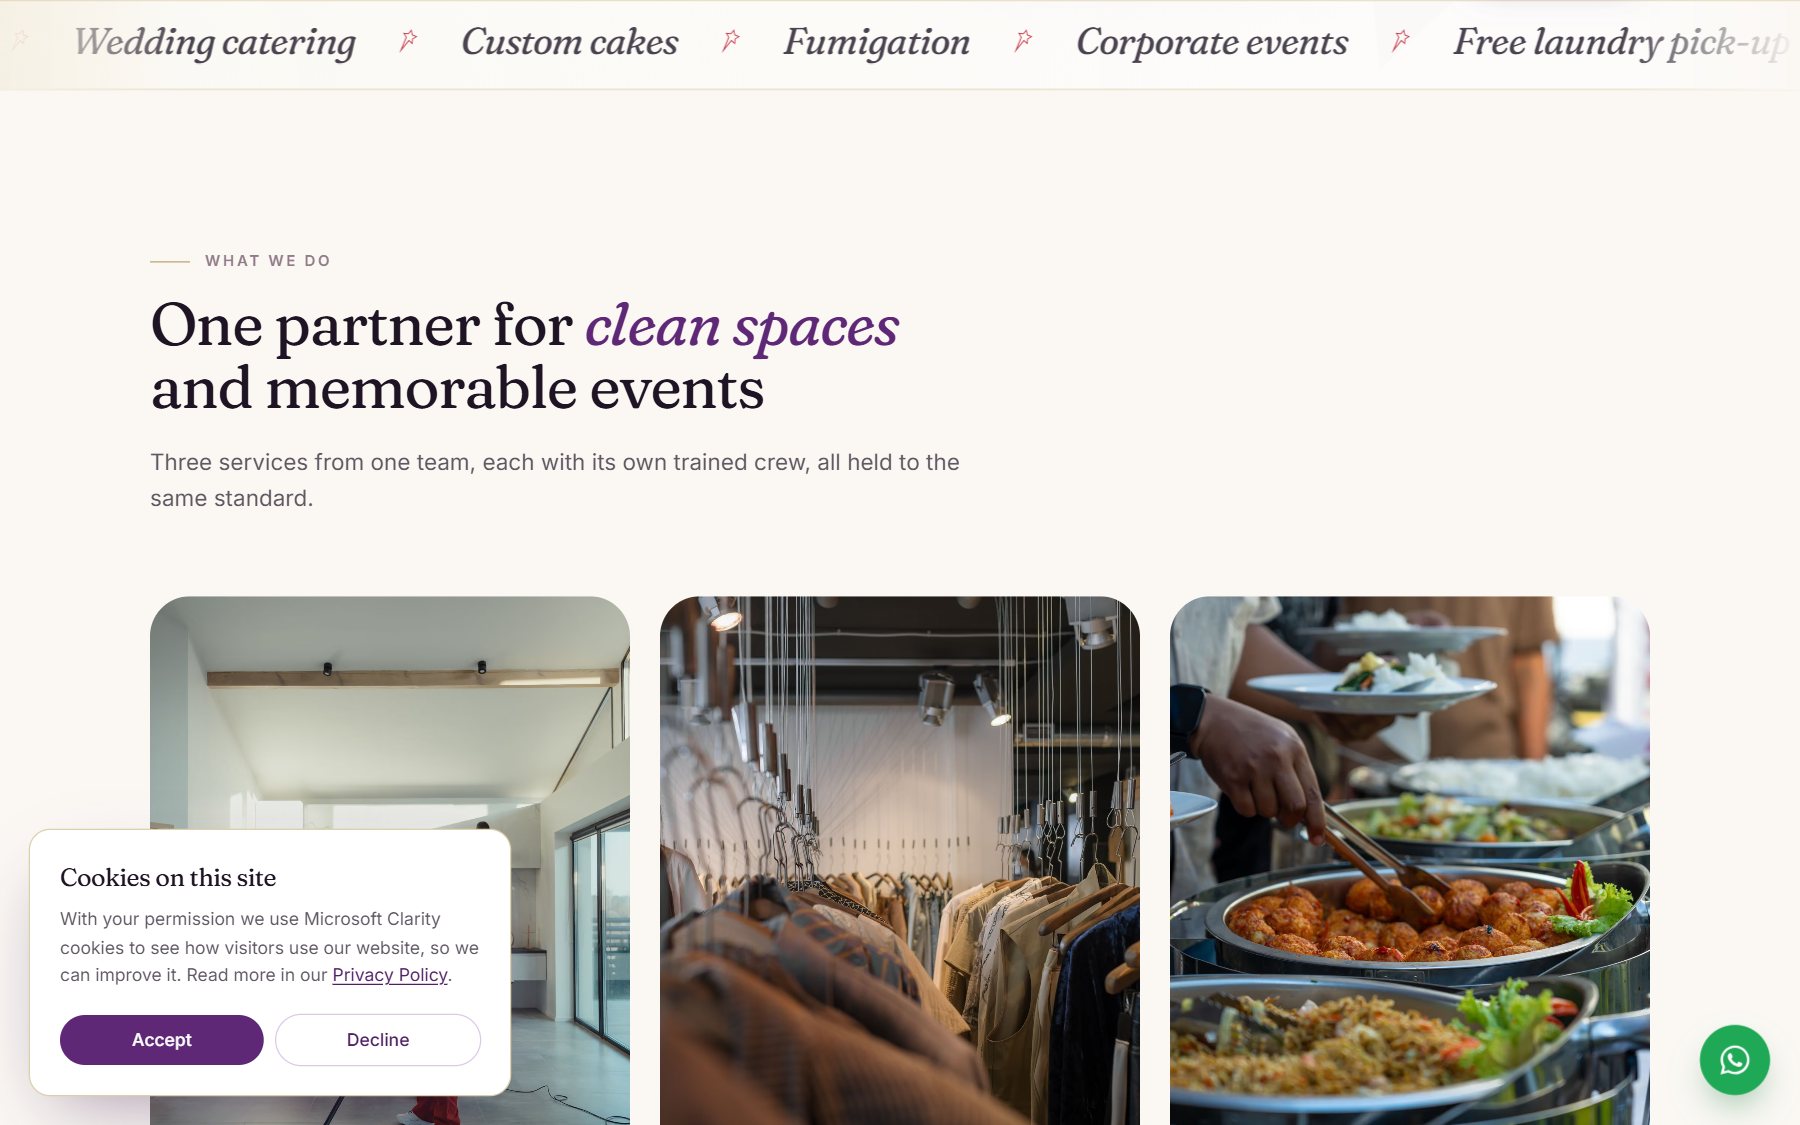 Wedding catering Custom cakes Fumigation Corporate events Free laundry pick-up
WHAT WE DO
One partner for clean spaces
and memorable events
Three services from one team, each with its own trained crew, all held to the
same standard.
Cookies on this site
With your permission we use Microsoft Clarity
cookies to see how visitors use our website, so we
can improve it. Read more in our Privacy Policy.
Accept Decline